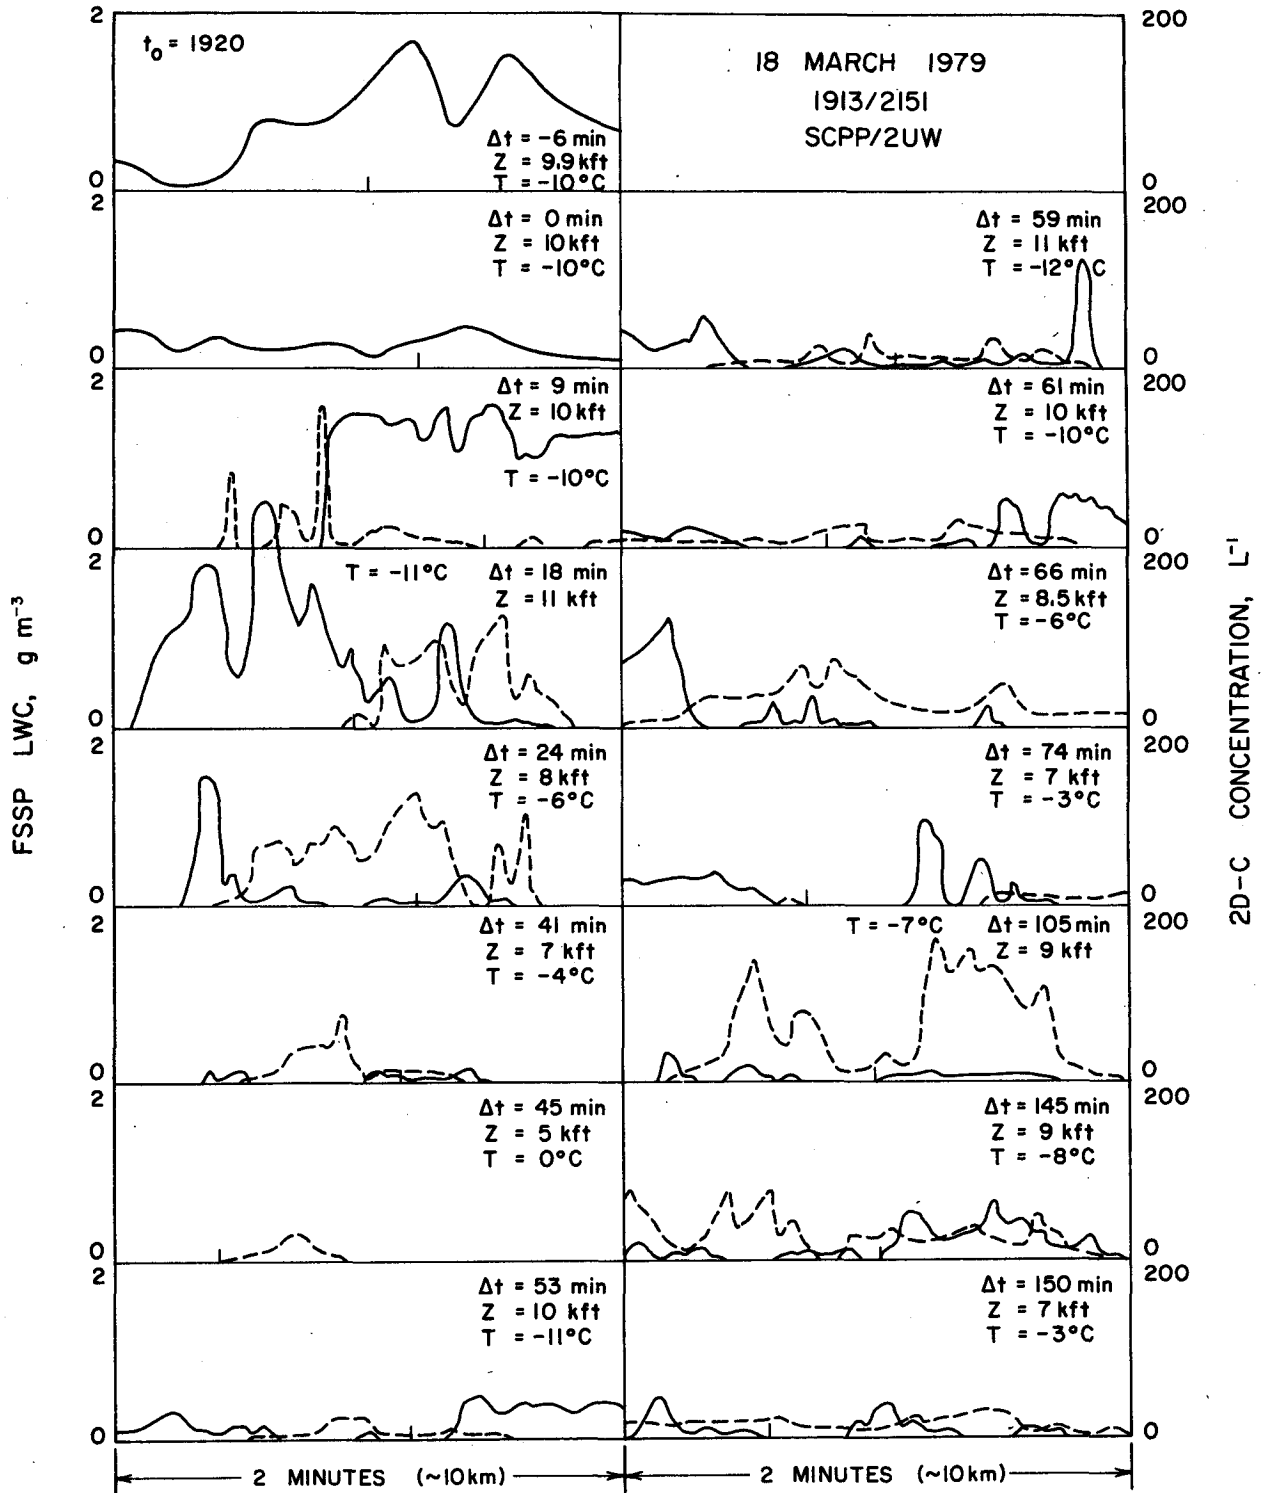 2
t₀ = 1920
Δt = -6 min
Z = 9.9 kft
T = -10°C
0
200
18 MARCH 1979
1913/2151
SCPP/2UW
0
2
Δt = 0 min
Z = 10 kft
T = -10°C
0
200
Δt = 59 min
Z = 11 kft
T = -12°C
0
2
Δt = 9 min
Z = 10 kft
T = -10°C
0
200
Δt = 61 min
Z = 10 kft
T = -10°C
0
2
T = -11°C Δt = 18 min
Z = 11 kft
0
200
Δt = 66 min
Z = 8.5 kft
T = -6°C
0
2
Δt = 24 min
Z = 8 kft
T = -6°C
0
200
Δt = 74 min
Z = 7 kft
T = -3°C
0
2
Δt = 41 min
Z = 7 kft
T = -4°C
0
200
T = -7°C Δt = 105 min
Z = 9 kft
0
2
Δt = 45 min
Z = 5 kft
T = 0°C
0
200
Δt = 145 min
Z = 9 kft
T = -8°C
0
2
Δt = 53 min
Z = 10 kft
T = -11°C
0
200
Δt = 150 min
Z = 7 kft
T = -3°C
0
FSSP LWC, g m⁻³
2D-C CONCENTRATION, L⁻¹
2 MINUTES (~10km)
2 MINUTES (~10km)